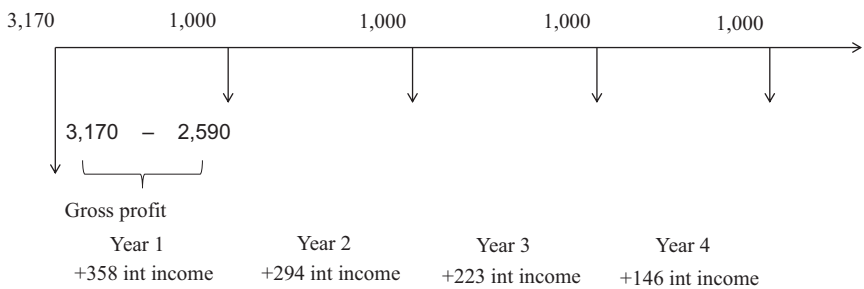 3,170 1,000 1,000 1,000 1,000
3,170 – 2,590
Gross profit
Year 1 Year 2 Year 3 Year 4
+358 int income +294 int income +223 int income +146 int income